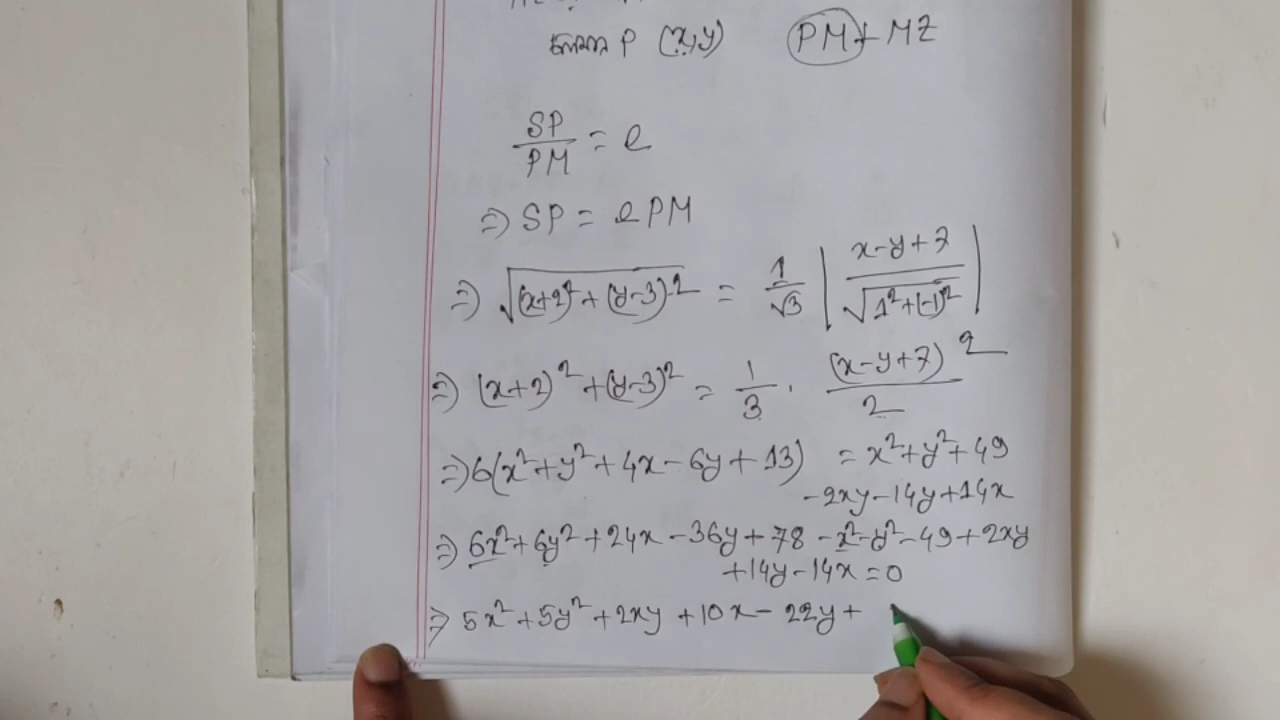 P (x,y) PM + MZ
SP/PM = e
⇒ SP = e PM
⇒ √((x+2)² + (y-3)²) = 1/√3 |(x-y+7)/√(1²+(-1)²)|
⇒ (x+2)² + (y-3)² = 1/3 · (x-y+7)²/2
⇒ 6(x²+y²+4x-6y+13) = x²+y²+49
-2xy-14y+14x
⇒ 6x²+6y²+24x-36y+78-x²-y²-49+2xy
+14y-14x=0
⇒ 5x²+5y²+2xy+10x-22y+